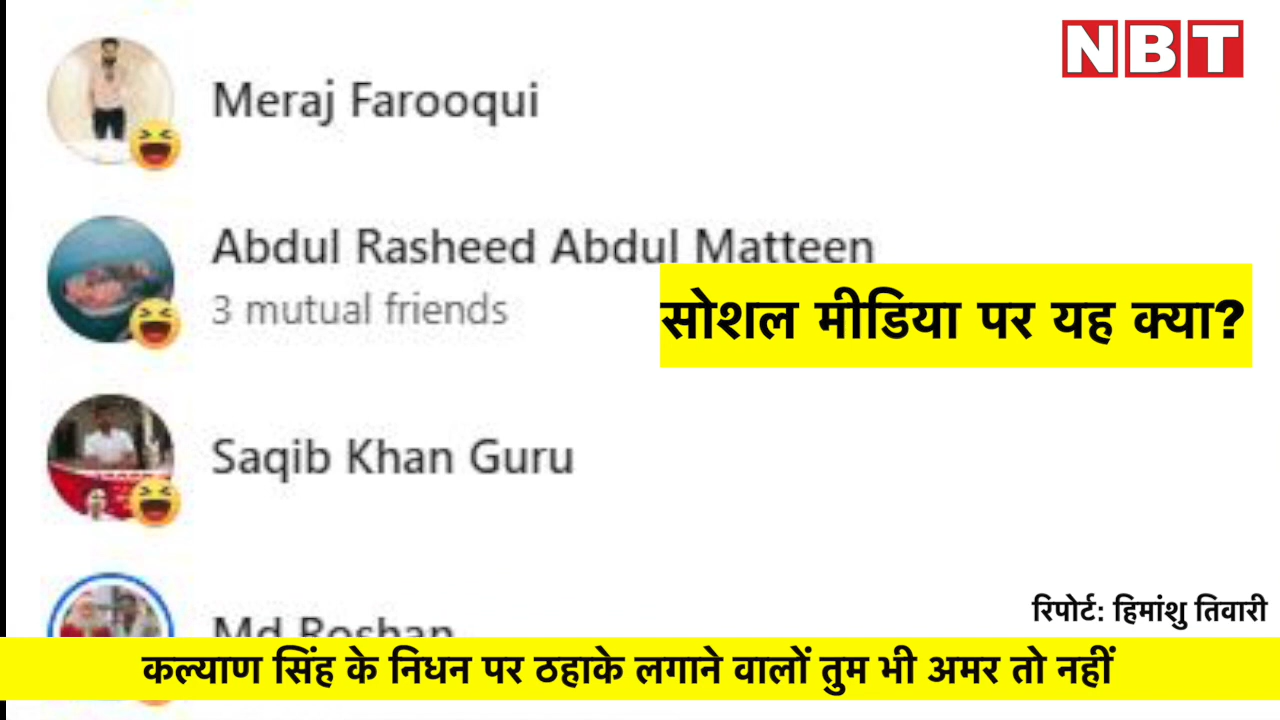 NBT
Meraj Farooqui
Abdul Rasheed Abdul Matteen
3 mutual friends
सोशल मीडिया पर यह क्या?
Saqib Khan Guru
रिपोर्ट: हिमांशु तिवारी
Md Roshan
कल्याण सिंह के निधन पर ठहाके लगाने वालों तुम भी अमर तो नहीं